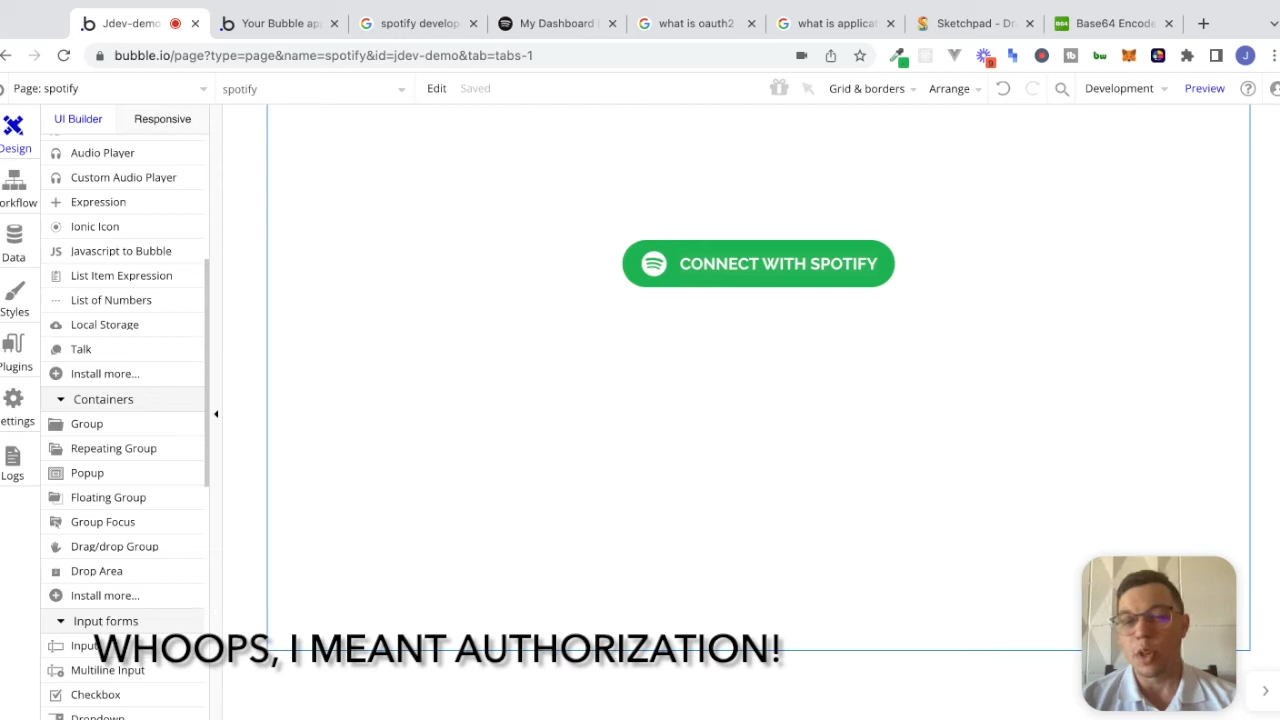 Jdev-demo
Your Bubble ap
spotify develop
My Dashboard
what is oauth2
what is applicat
Sketchpad - Dr
Base64 Encode
bubble.io/page?type=page&name=spotify&id=jdev-demo&tab=tabs-1
J
Page: spotify
spotify
Edit
Saved
Grid & borders
Arrange
Development
Preview
UI Builder
Responsive
Design
orkflow
Data
Styles
Plugins
ettings
Logs
Audio Player
Custom Audio Player
Expression
Ionic Icon
JS Javascript to Bubble
List Item Expression
List of Numbers
Local Storage
Talk
Install more...
Containers
Group
Repeating Group
Popup
Floating Group
Group Focus
Drag/drop Group
Drop Area
Install more...
Input forms
Input
Multiline Input
Checkbox
Dropdown
CONNECT WITH SPOTIFY
WHOOPS, I MEANT AUTHORIZATION!